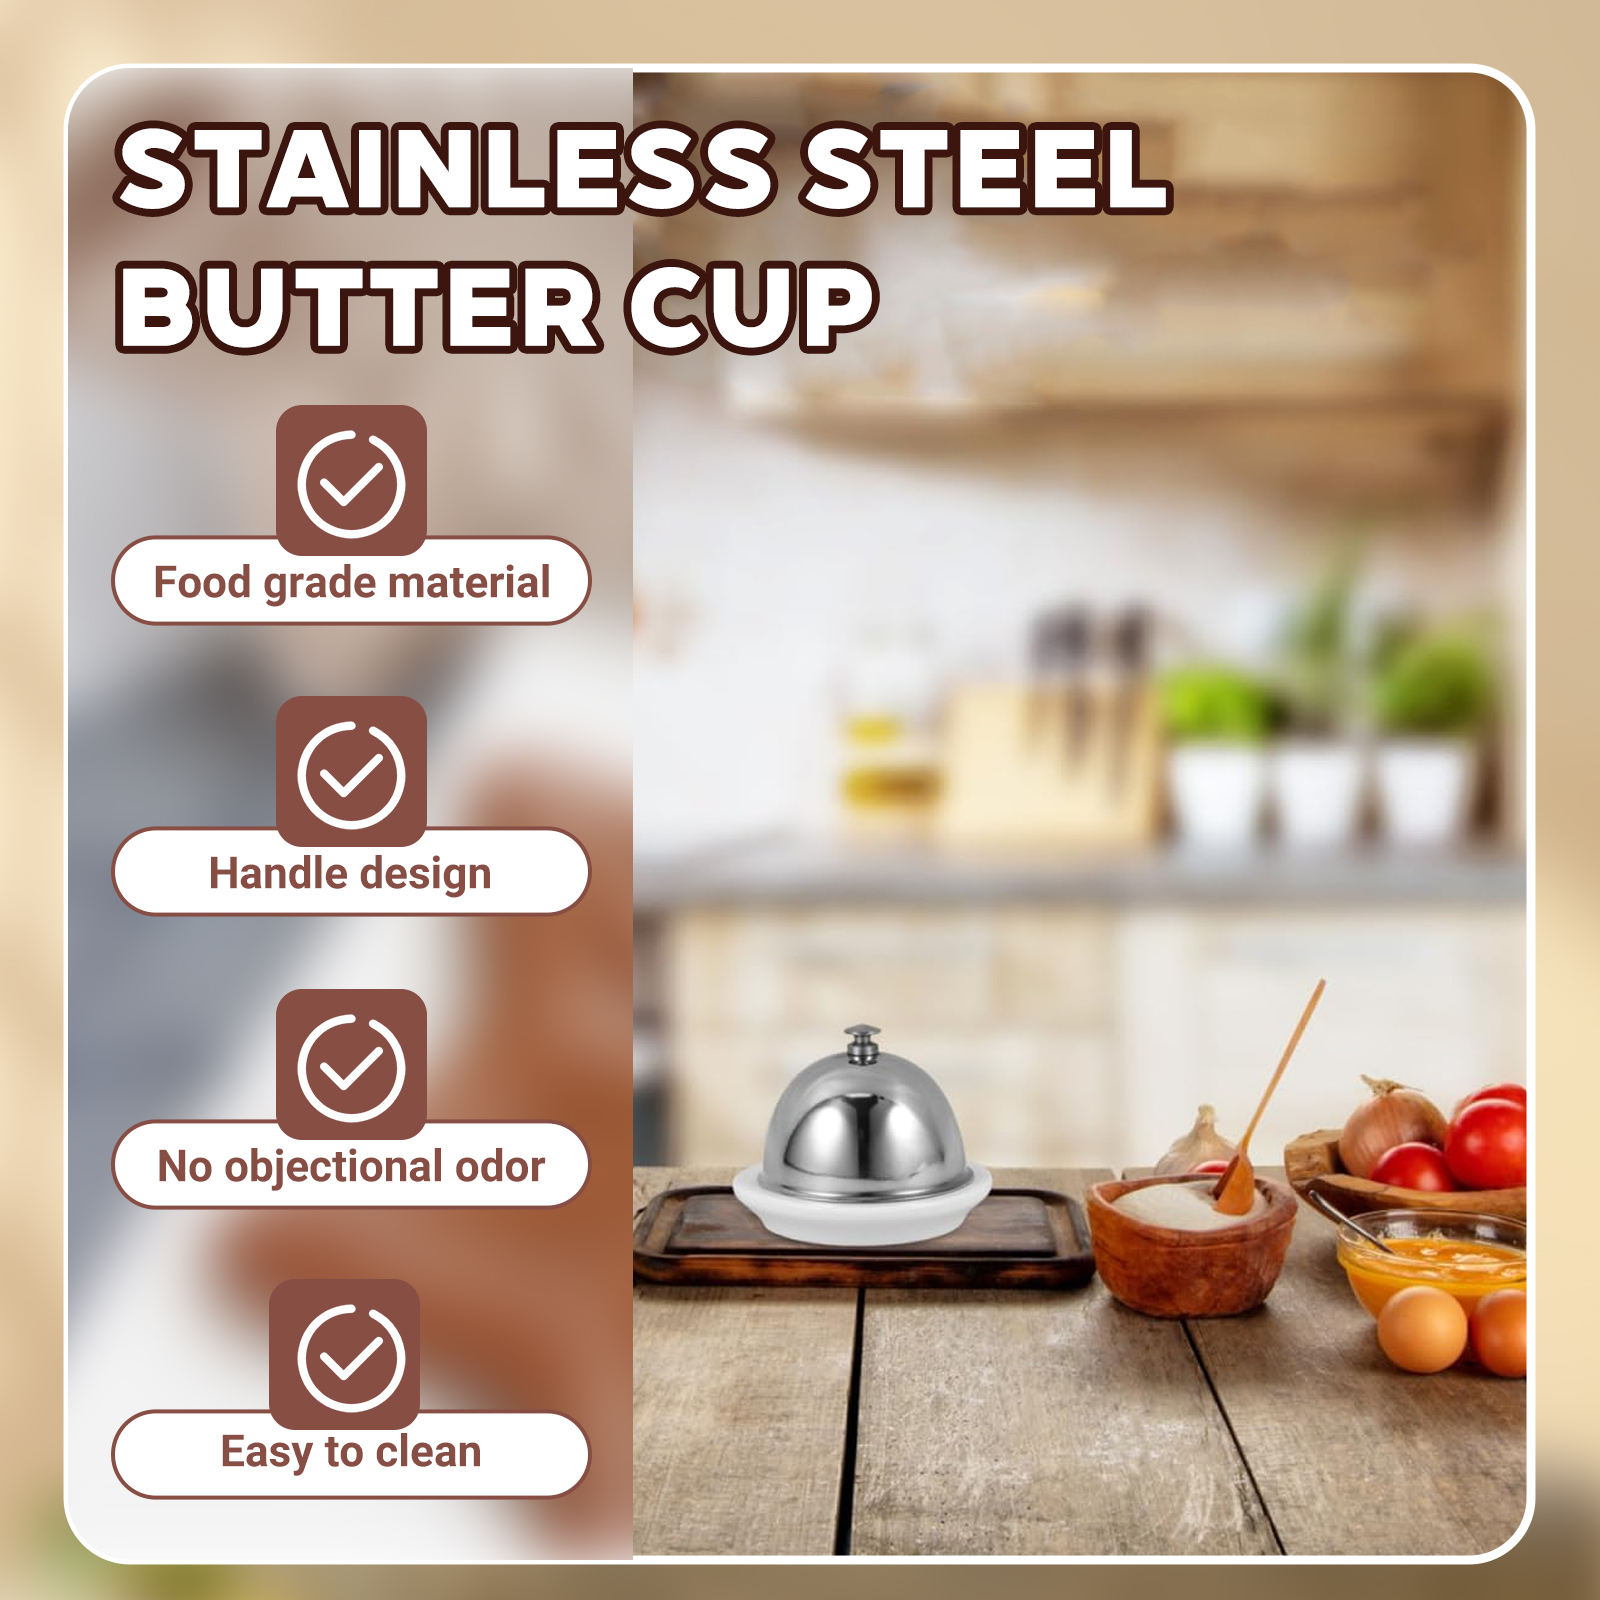 STAINLESS STEEL
BUTTER CUP
Food grade material
Handle design
No objectional odor
Easy to clean